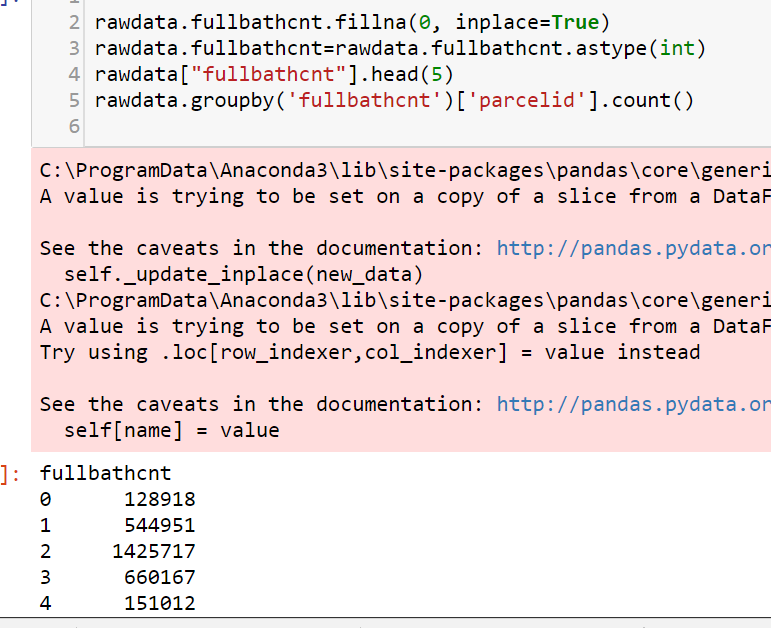 2 rawdata.fullbathcnt.fillna(0, inplace=True)
3 rawdata.fullbathcnt=rawdata.fullbathcnt.astype(int)
4 rawdata["fullbathcnt"].head(5)
5 rawdata.groupby('fullbathcnt')['parcelid'].count()
6
C:\ProgramData\Anaconda3\lib\site-packages\pandas\core\generi
A value is trying to be set on a copy of a slice from a DataF
See the caveats in the documentation: http://pandas.pydata.or
self._update_inplace(new_data)
C:\ProgramData\Anaconda3\lib\site-packages\pandas\core\generi
A value is trying to be set on a copy of a slice from a DataF
Try using .loc[row_indexer,col_indexer] = value instead
See the caveats in the documentation: http://pandas.pydata.or
self[name] = value
]: fullbathcnt
0 128918
1 544951
2 1425717
3 660167
4 151012